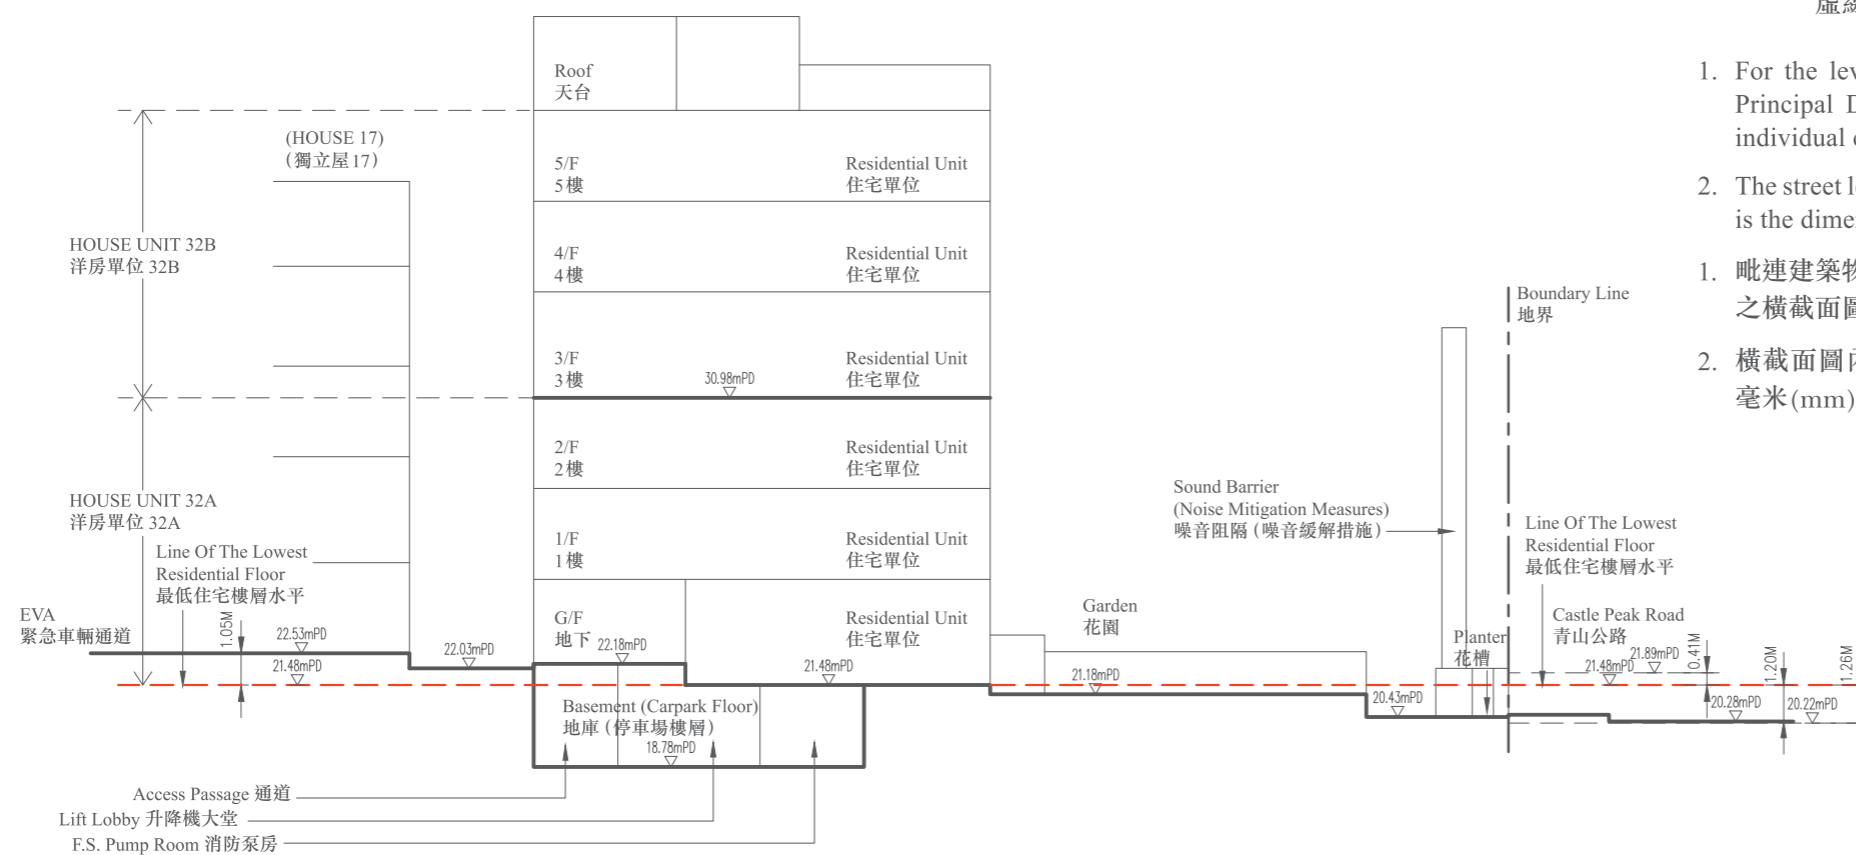 Roof
天台
(HOUSE 17)
(獨立屋17)
5/F
5樓
Residential Unit
住宅單位
HOUSE UNIT 32B
洋房單位 32B
4/F
4樓
Residential Unit
住宅單位
3/F
3樓
30.98mPD
Residential Unit
住宅單位
2/F
2樓
Residential Unit
住宅單位
HOUSE UNIT 32A
洋房單位 32A
1/F
1樓
Residential Unit
住宅單位
Line Of The Lowest
Residential Floor
最低住宅樓層水平
EVA
緊急車輛通道
1.05M
22.53mPD
21.48mPD
22.03mPD
G/F
地下
22.18mPD
Residential Unit
住宅單位
21.48mPD
Basement (Carpark Floor)
地庫 (停車場樓層)
18.78mPD
Access Passage 通道
Lift Lobby 升降機大堂
F.S. Pump Room 消防泵房
Garden
花園
21.18mPD
Sound Barrier
(Noise Mitigation Measures)
噪音阻隔 (噪音緩解措施)
Boundary Line
地界
Line Of The Lowest
Residential Floor
最低住宅樓層水平
Planter
花槽
20.43mPD
Castle Peak Road
青山公路
21.89mPD
21.48mPD
0.41M
1.20M
1.26M
20.28mPD
20.22mPD
1. For the lev
Principal D
individual
2. The street l
is the dime
1. 毗連建築物
之橫截面圖
2. 橫截面圖
毫米(mm)